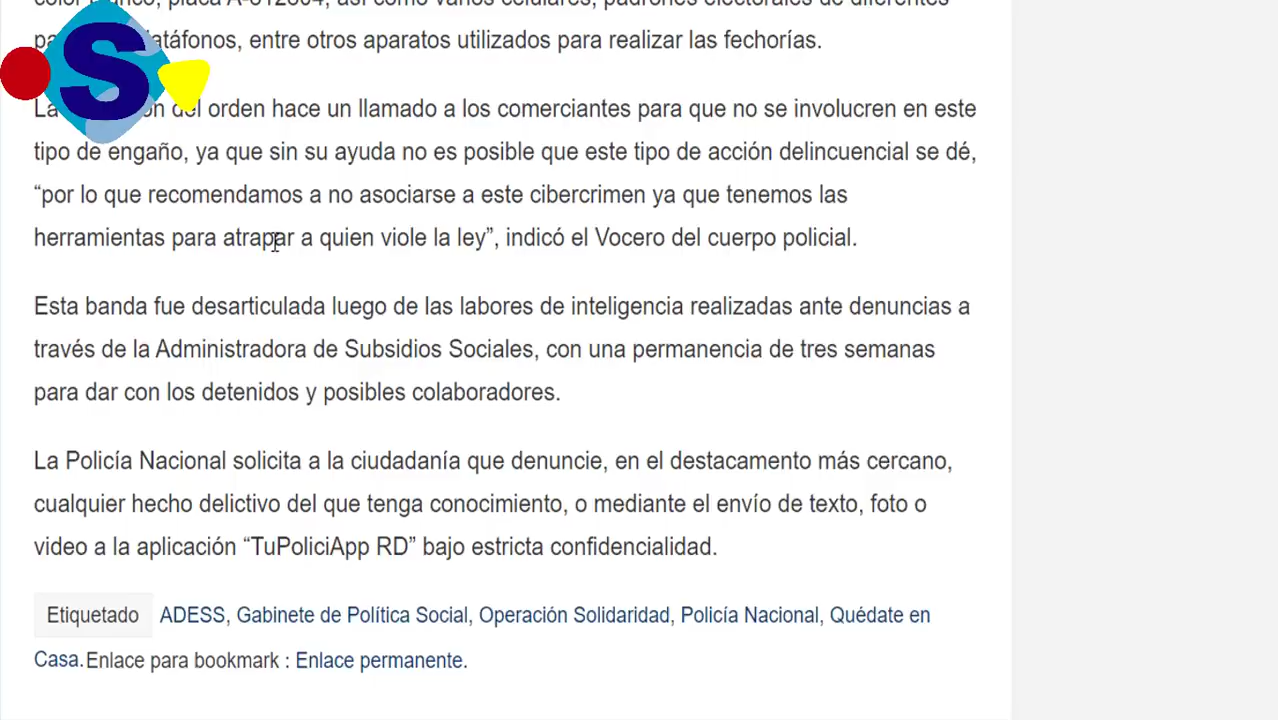 color blanco, placa A-812804, así como varios celulares, padrones electorales de diferentes
entre otros aparatos utilizados para realizar las fechorías.
S
La del orden hace un llamado a los comerciantes para que no se involucren en este
tipo de engaño, ya que sin su ayuda no es posible que este tipo de acción delincuencial se dé,
“por lo que recomendamos a no asociarse a este cibercrimen ya que tenemos las
herramientas para atrapar a quien viole la ley”, indicó el Vocero del cuerpo policial.
Esta banda fue desarticulada luego de las labores de inteligencia realizadas ante denuncias a
través de la Administradora de Subsidios Sociales, con una permanencia de tres semanas
para dar con los detenidos y posibles colaboradores.
La Policía Nacional solicita a la ciudadanía que denuncie, en el destacamento más cercano,
cualquier hecho delictivo del que tenga conocimiento, o mediante el envío de texto, foto o
video a la aplicación “TuPoliciApp RD” bajo estricta confidencialidad.
Etiquetado ADESS, Gabinete de Política Social, Operación Solidaridad, Policía Nacional, Quédate en
Casa.Enlace para bookmark : Enlace permanente.